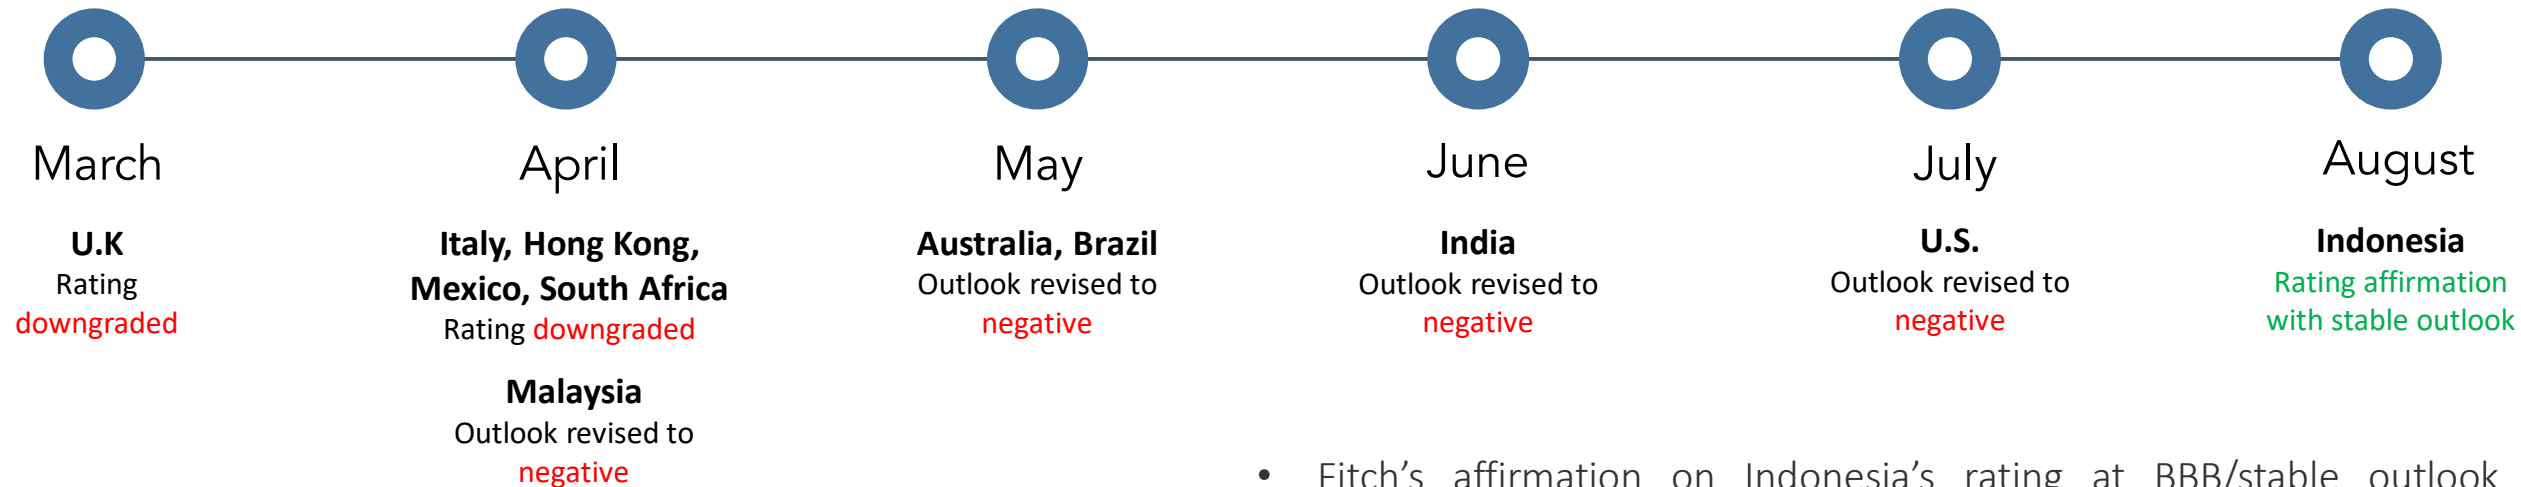 March
April
May
June
July
August
U.K
Rating
downgraded
Italy, Hong Kong,
Mexico, South Africa
Rating downgraded
Malaysia
Outlook revised to
negative
Australia, Brazil
Outlook revised to
negative
India
Outlook revised to
negative
U.S.
Outlook revised to
negative
Indonesia
Rating affirmation
with stable outlook
• Fitch's affirmation on Indonesia's rating at BBB/stable outlook